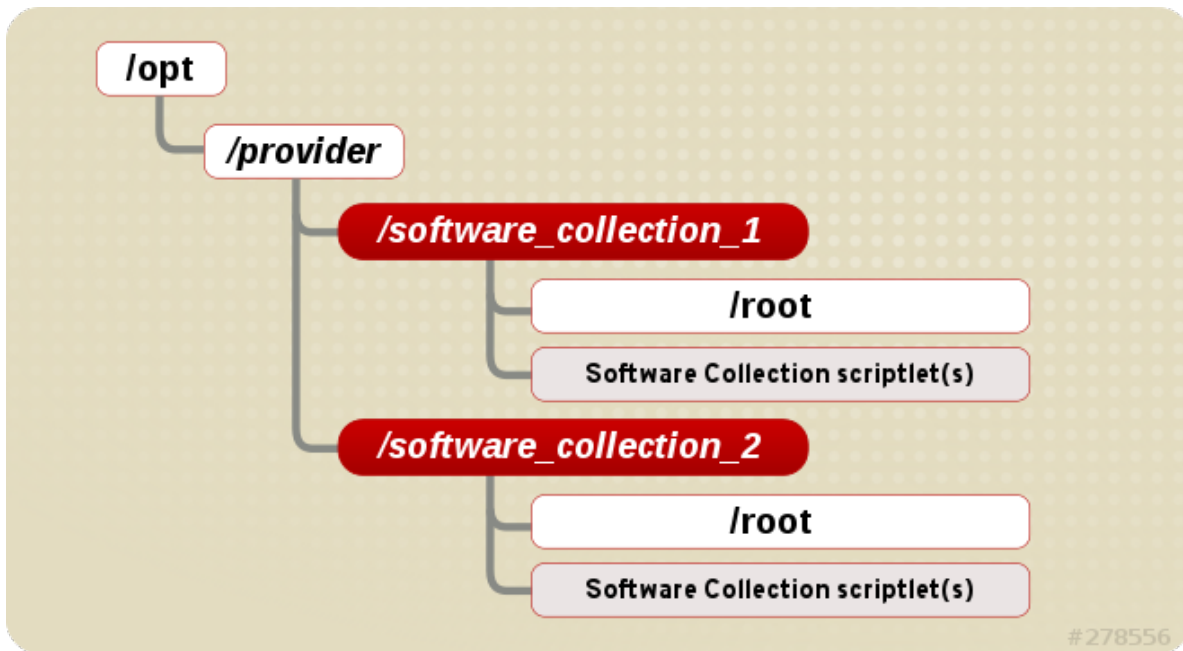 /opt
/provider
/software_collection_1
/root
Software Collection scriptlet(s)
/software_collection_2
/root
Software Collection scriptlet(s)
#278556